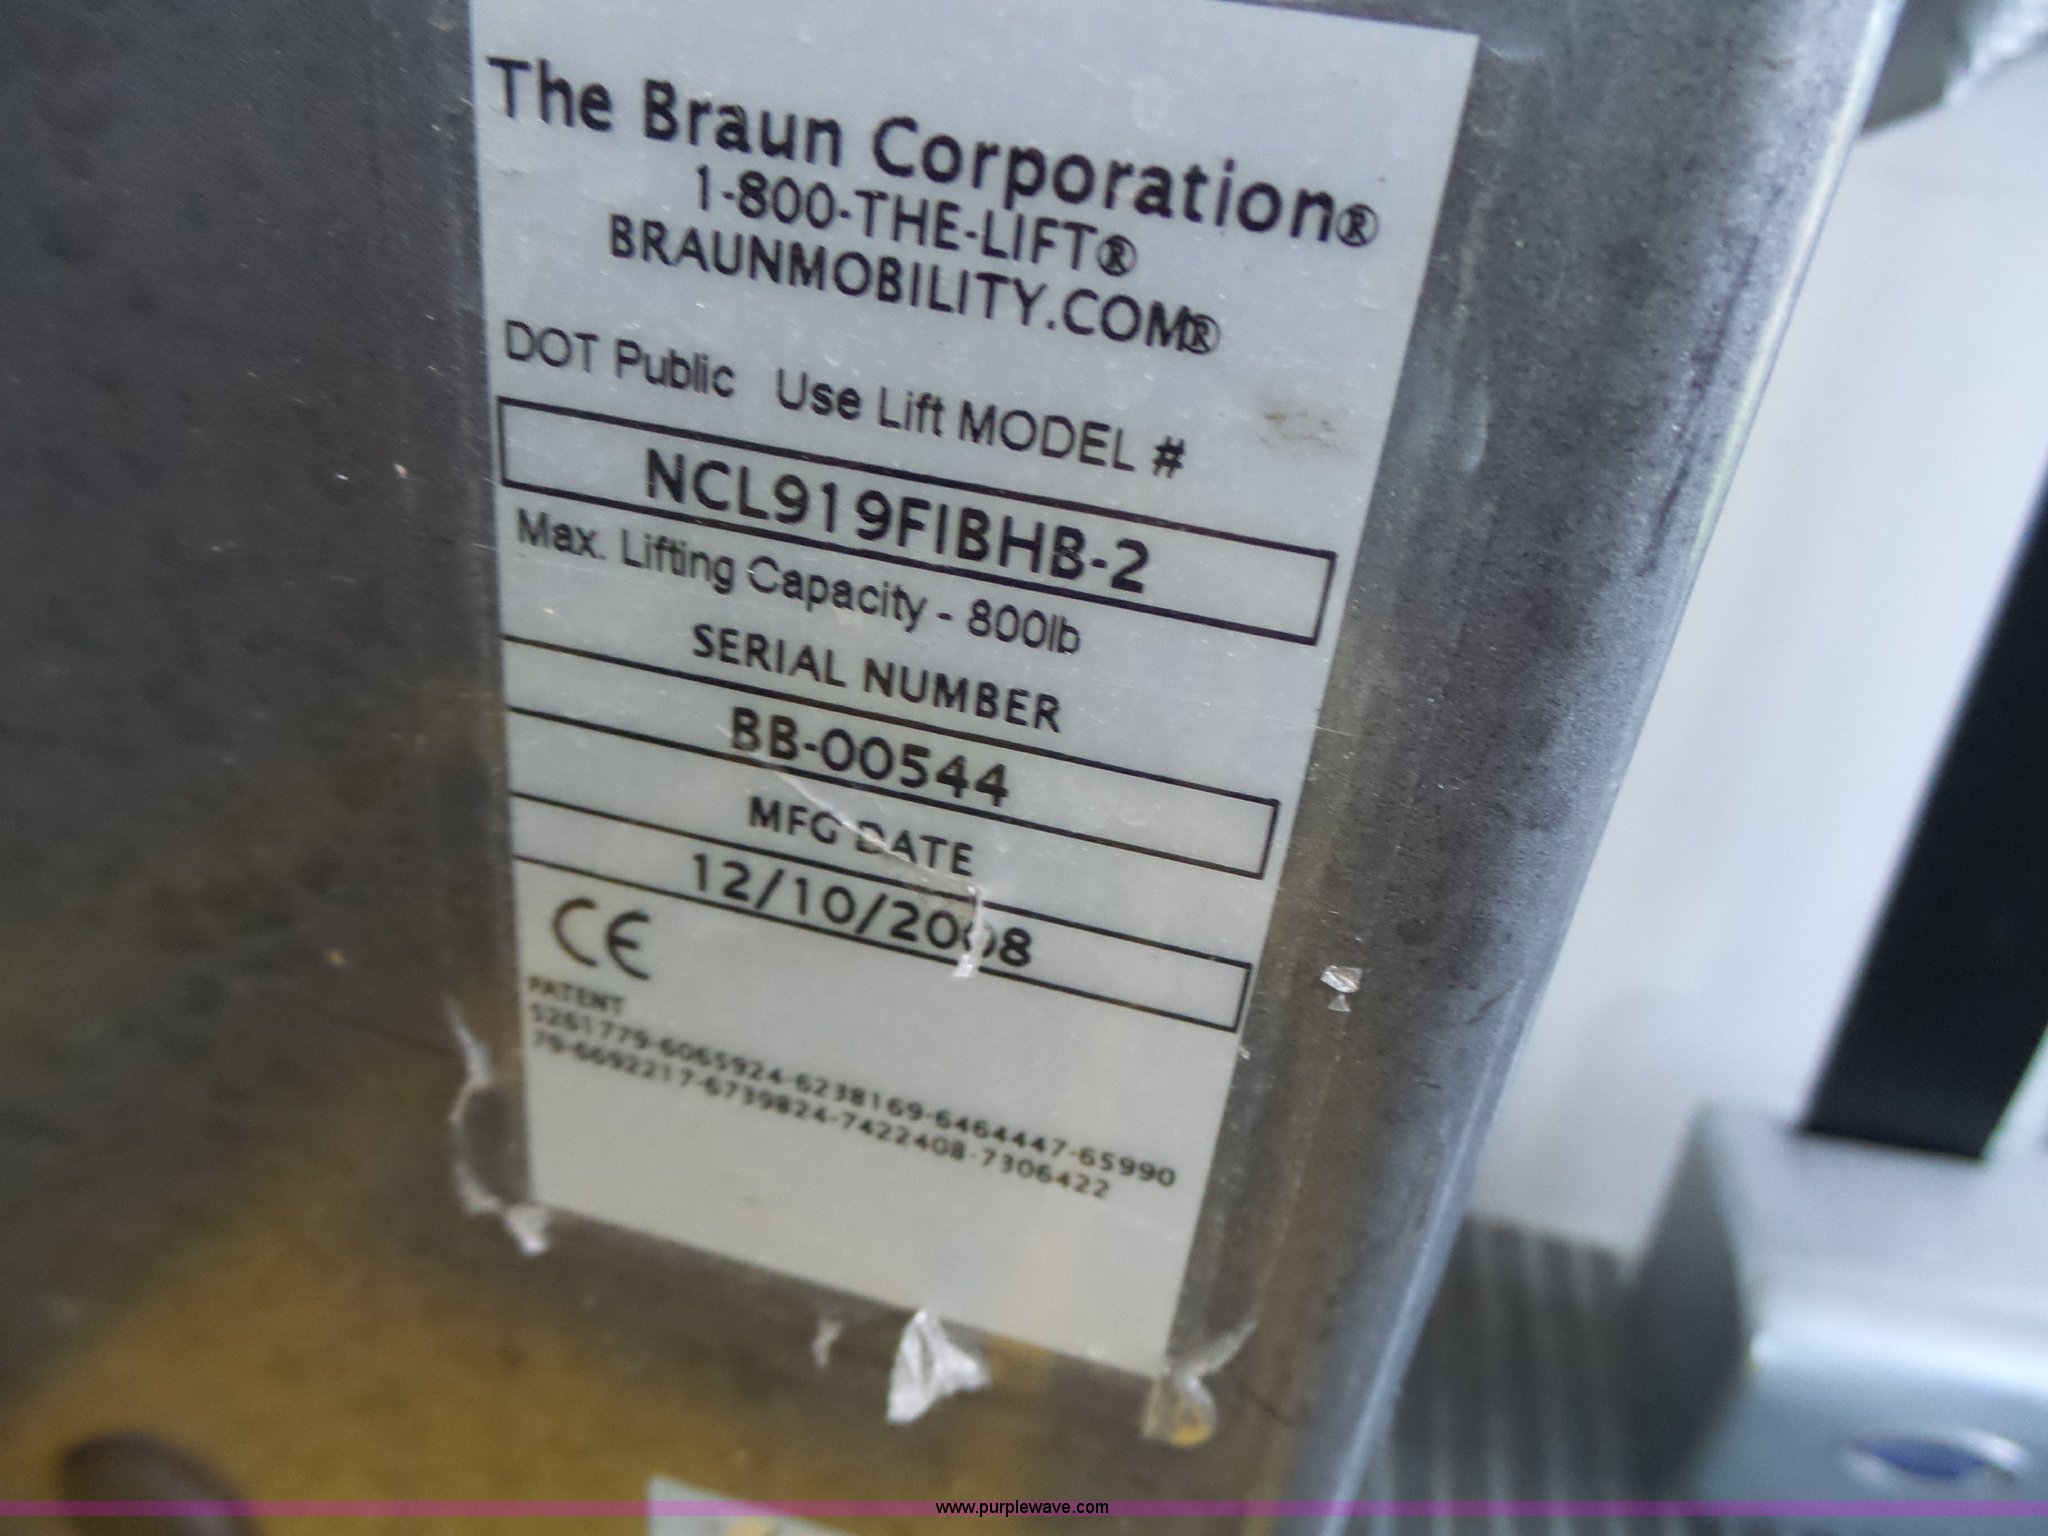 The Braun Corporation®
1-800-THE-LIFT®
BRAUNMOBILITY.COM®
DOT Public Use Lift MODEL #
NCL919FIBHB-2
Max. Lifting Capacity - 800lb
SERIAL NUMBER
BB-00544
MFG DATE
12/10/2008
CE
PATENT
5261779-6065924-6238169-6464447-65990
79-6692217-6739824-7422408-7306422
www.purplewave.com